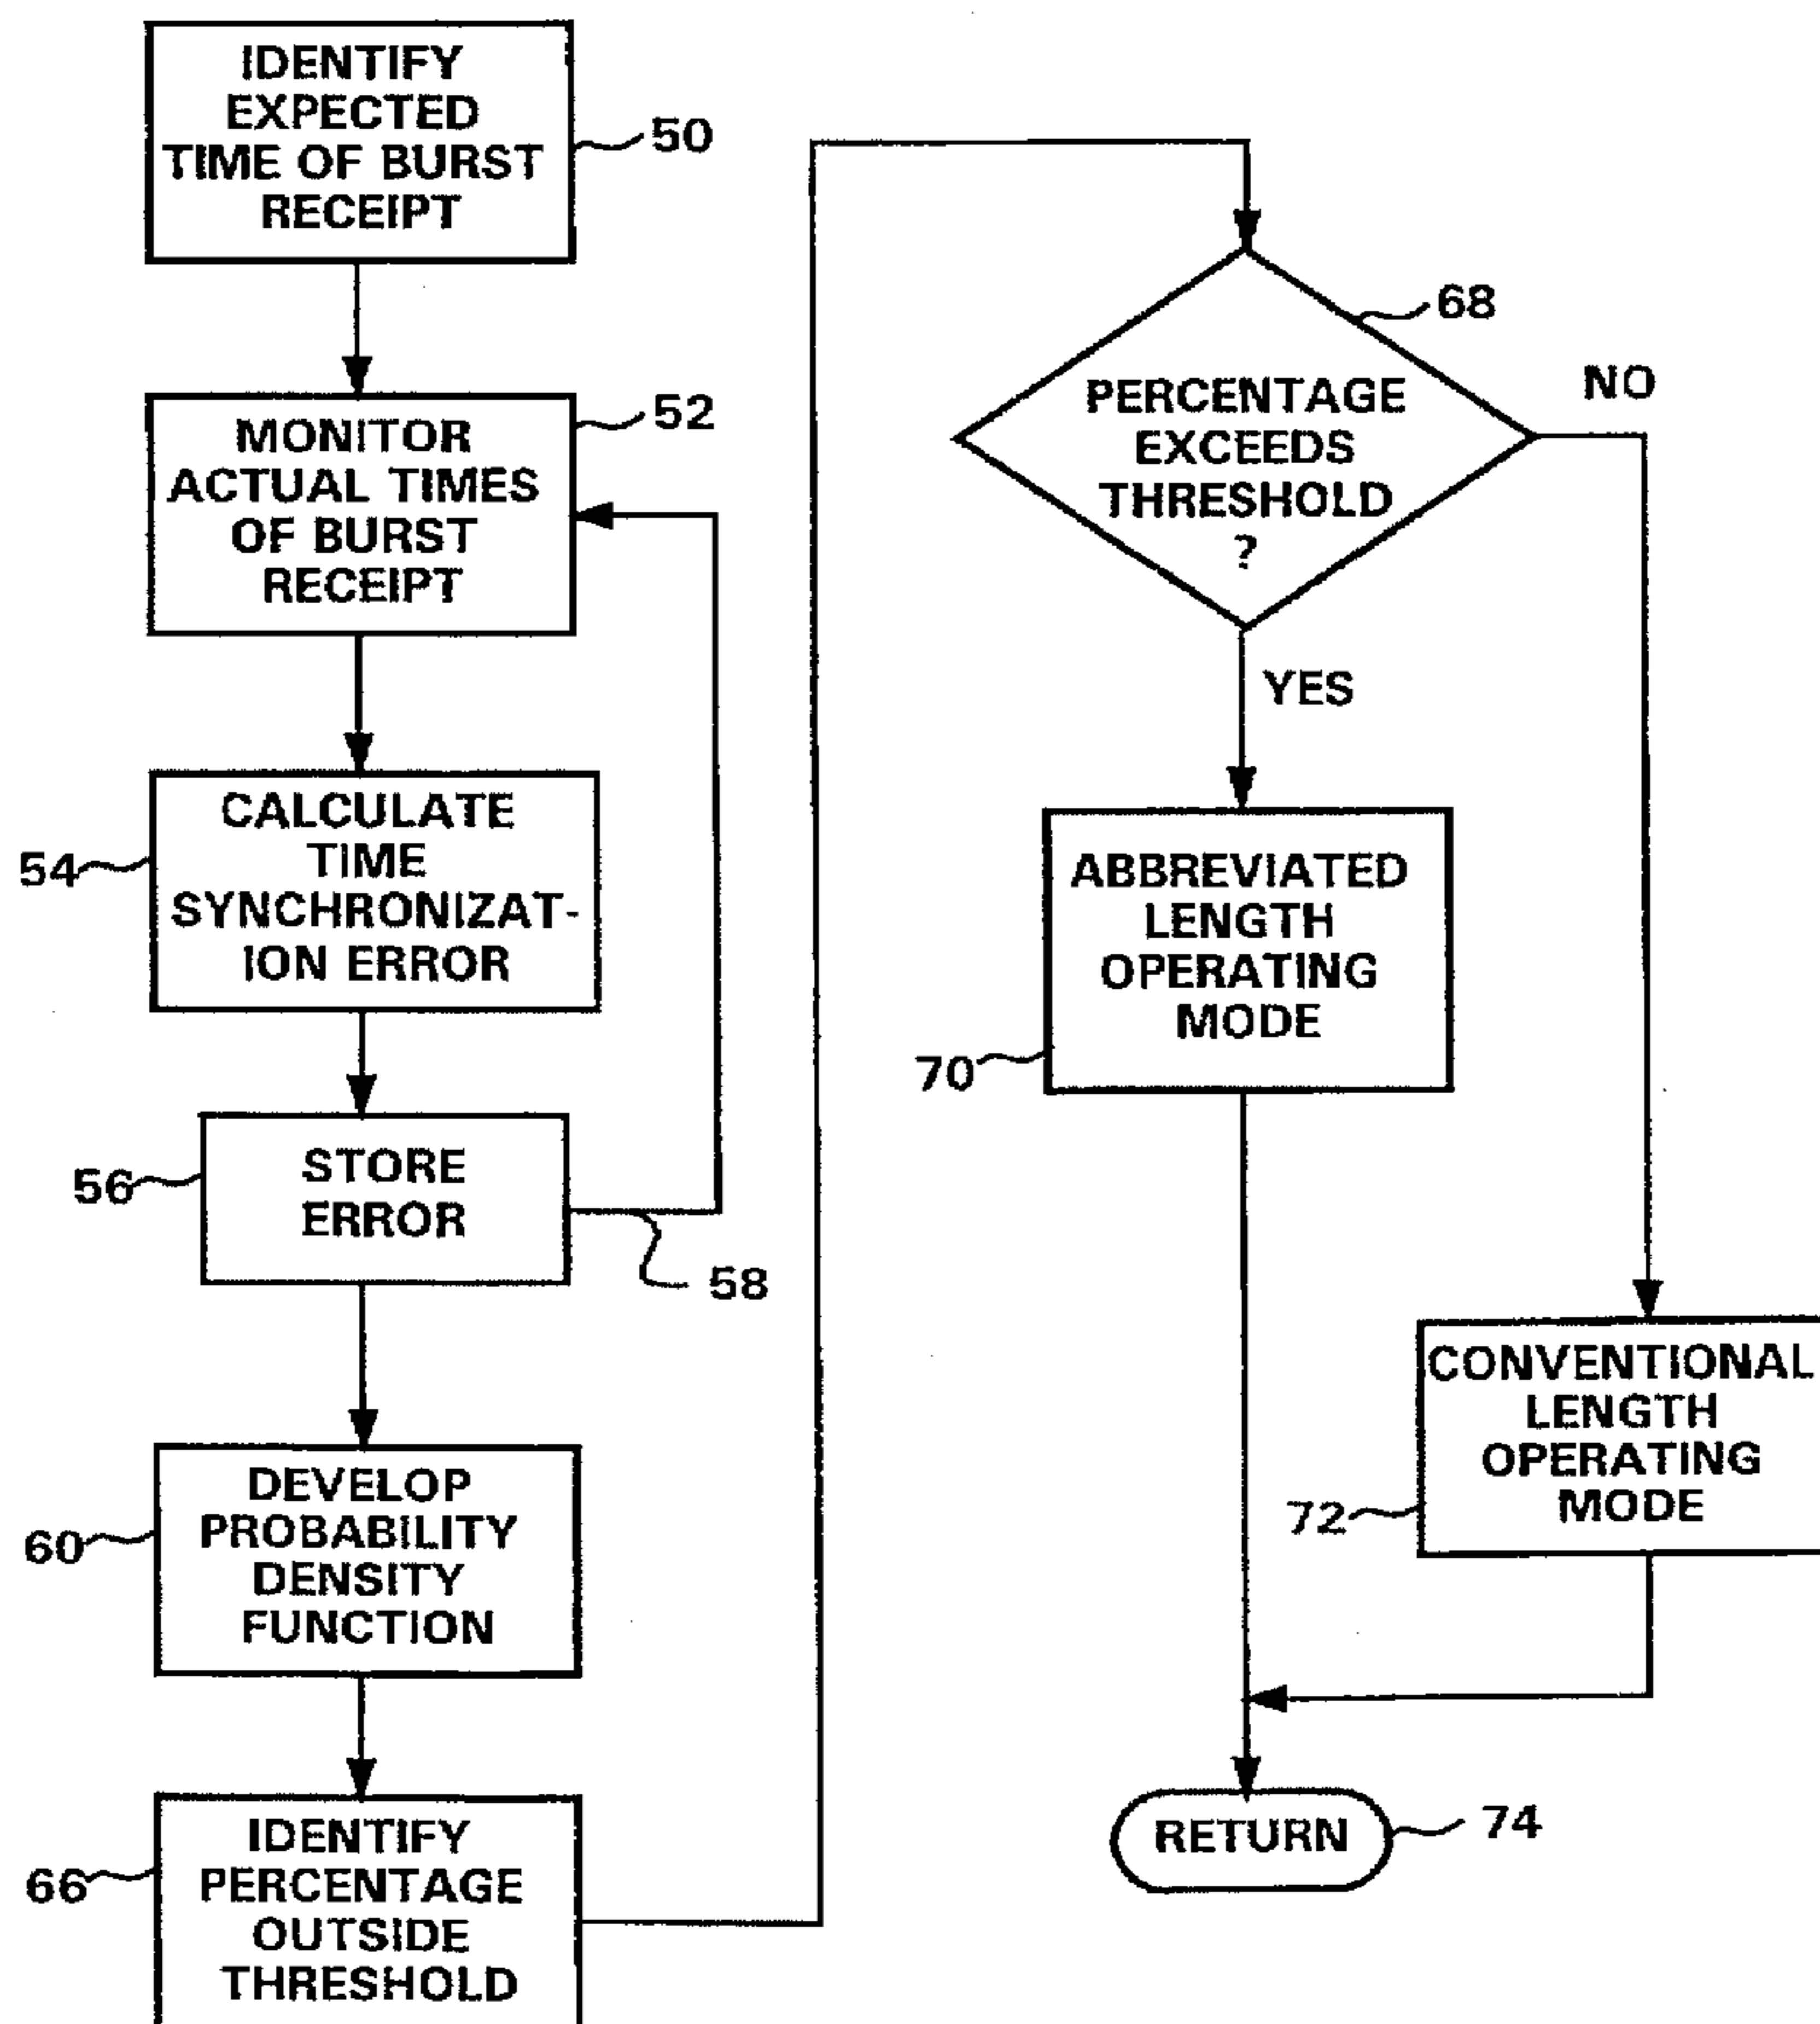 IDENTIFY
EXPECTED
TIME OF BURST
RECEIPT
50
MONITOR
ACTUAL TIMES
OF BURST
RECEIPT
52
CALCULATE
TIME
SYNCHRONIZAT-
ION ERROR
54
STORE
ERROR
56
58
DEVELOP
PROBABILITY
DENSITY
FUNCTION
60
IDENTIFY
PERCENTAGE
OUTSIDE
THRESHOLD
66
PERCENTAGE
EXCEEDS
THRESHOLD
?
68
NO
YES
ABBREVIATED
LENGTH
OPERATING
MODE
70
CONVENTIONAL
LENGTH
OPERATING
MODE
72
RETURN
74